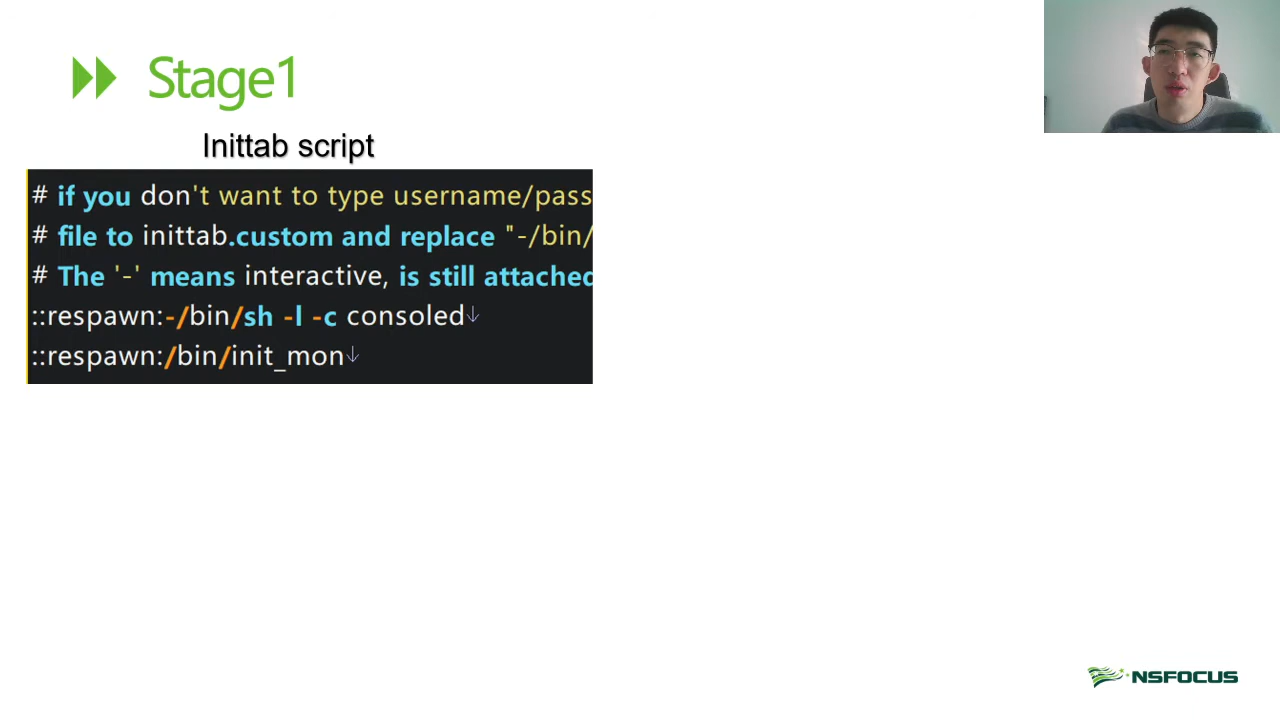 Stage1
Inittab script
# if you don't want to type username/pass
# file to inittab.custom and replace "-/bin/
# The '-' means interactive, is still attached
::respawn:-/bin/sh -l -c consoled↓
::respawn:/bin/init_mon↓
NSFOCUS